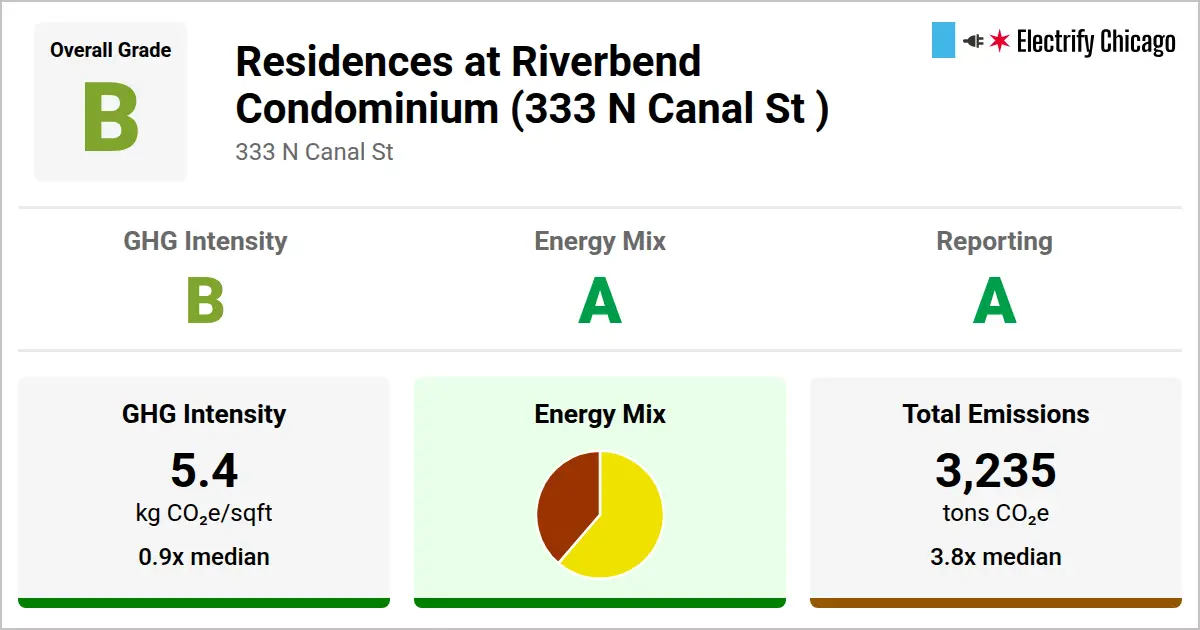 Overall Grade
B
Residences at Riverbend
Condominium (333 N Canal St )
333 N Canal St
Electrify Chicago
GHG Intensity
B
Energy Mix
A
Reporting
A
GHG Intensity
5.4
kg CO₂e/sqft
0.9x median
Energy Mix
Total Emissions
3,235
tons CO₂e
3.8x median